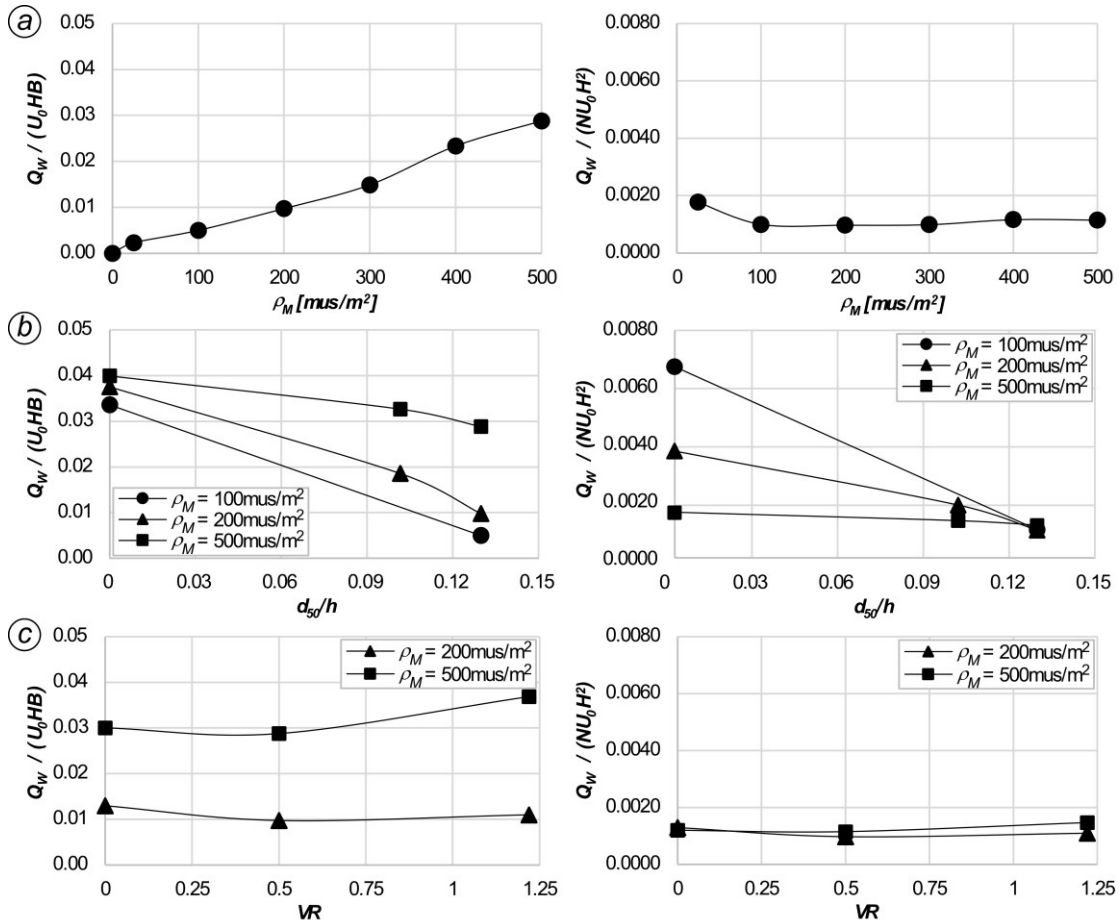 a
0.05
0.04
0.03
0.02
0.01
0.00
Q_W / (U_0HB)
0 100 200 300 400 500
ρ_M [mus/m²]
0.0080
0.0060
0.0040
0.0020
0.0000
Q_W / (NU_0H²)
0 100 200 300 400 500
ρ_M [mus/m²]
b
0.05
0.04
0.03
0.02
0.01
0.00
Q_W / (U_0HB)
ρ_M = 100mus/m²
ρ_M = 200mus/m²
ρ_M = 500mus/m²
0 0.03 0.06 0.09 0.12 0.15
d_50/h
0.0080
0.0060
0.0040
0.0020
0.0000
Q_W / (NU_0H²)
ρ_M = 100mus/m²
ρ_M = 200mus/m²
ρ_M = 500mus/m²
0 0.03 0.06 0.09 0.12 0.15
d_50/h
c
0.05
0.04
0.03
0.02
0.01
0.00
Q_W / (U_0HB)
ρ_M = 200mus/m²
ρ_M = 500mus/m²
0 0.25 0.5 0.75 1 1.25
VR
0.0080
0.0060
0.0040
0.0020
0.0000
Q_W / (NU_0H²)
ρ_M = 200mus/m²
ρ_M = 500mus/m²
0 0.25 0.5 0.75 1 1.25
VR